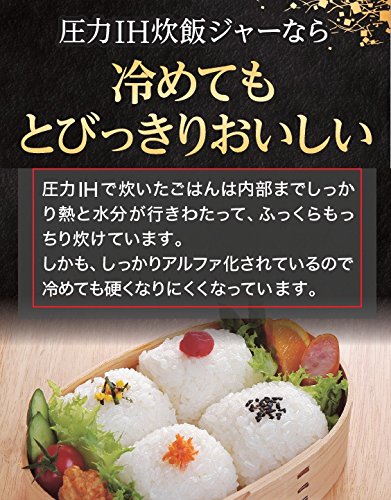 圧力IH炊飯ジャーなら
冷めても
とびっきりおいしい
圧力IHで炊いたごはんは内部までしっか
り熱と水分が行きわたって、ふっくらもっ
ちり炊けています。
しかも、しっかりアルファ化されているので
冷めても硬くなりにくくなっています。